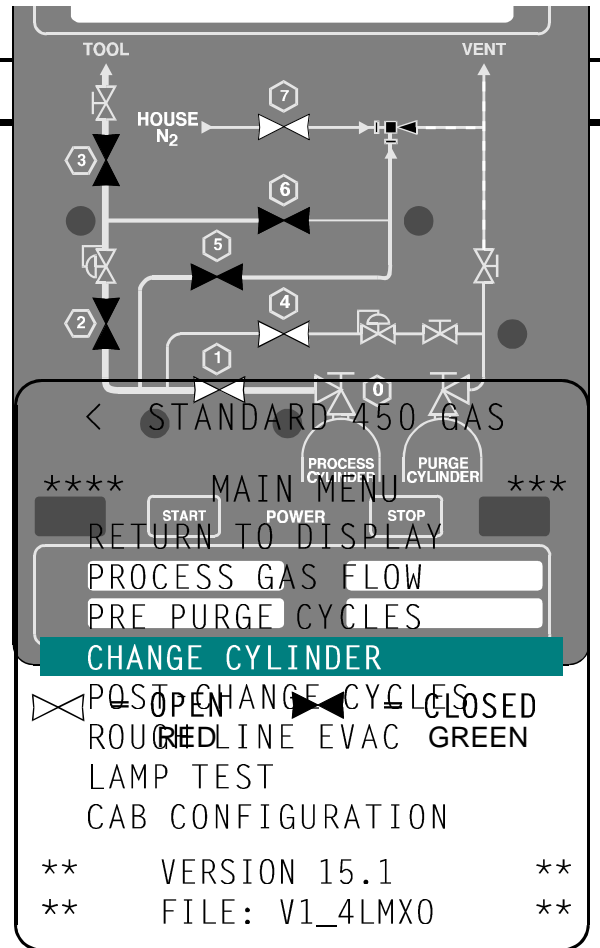 TOOL VENT
7
HOUSE
N2
3
6
5
2
4
1
0
< STANDARD 450 GAS
PROCESS
CYLINDER
PURGE
CYLINDER
**** MAIN MENU ***
START POWER STOP
RETURN TO DISPLAY
PROCESS GAS FLOW
PRE PURGE CYCLES
CHANGE CYLINDER
POST-CHANGE CYCLES
= OPEN = CLOSED
RED GREEN
ROUGH LINE EVAC
LAMP TEST
CAB CONFIGURATION
** VERSION 15.1 **
** FILE: V1_4LMXO **